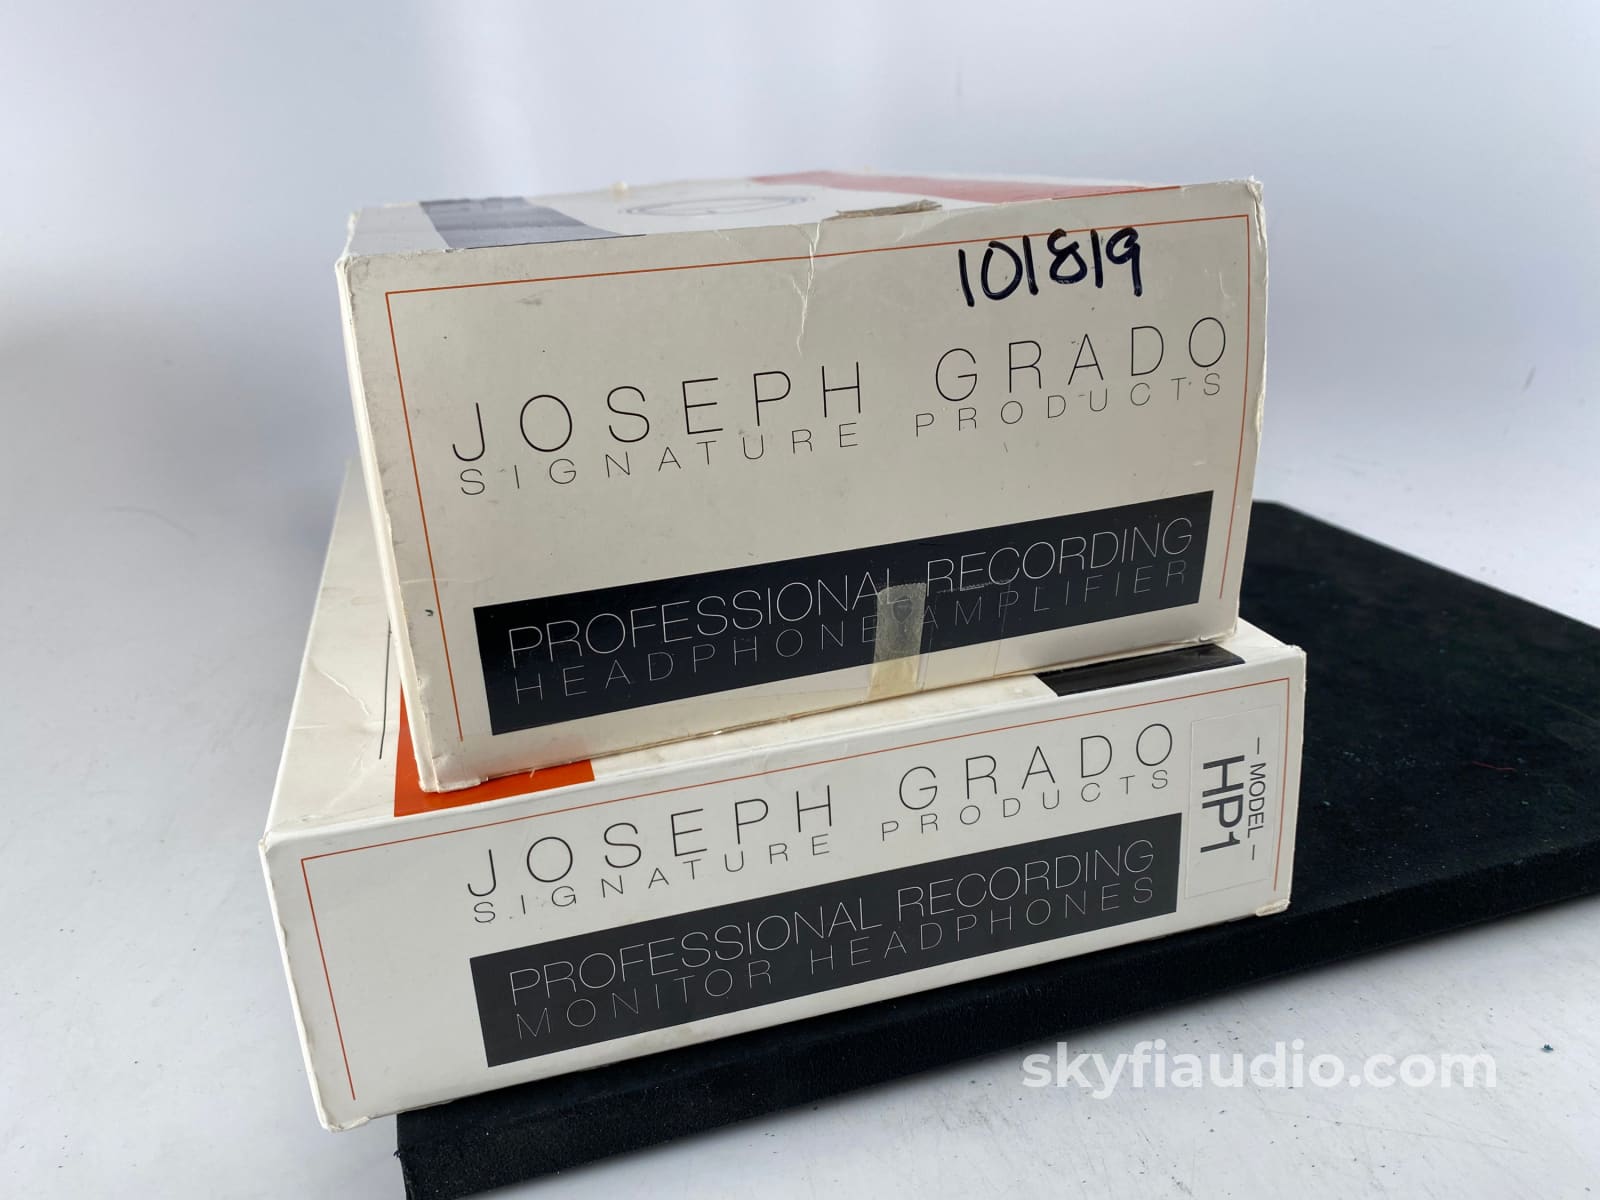 101819
JOSEPH GRADO
SIGNATURE PRODUCTS
PROFESSIONAL RECORDING
HEADPHONE AMPLIFIER
JOSEPH GRADO
SIGNATURE PRODUCTS
PROFESSIONAL RECORDING
MONITOR HEADPHONES
– MODEL –
HP1
skyfiaudio.com